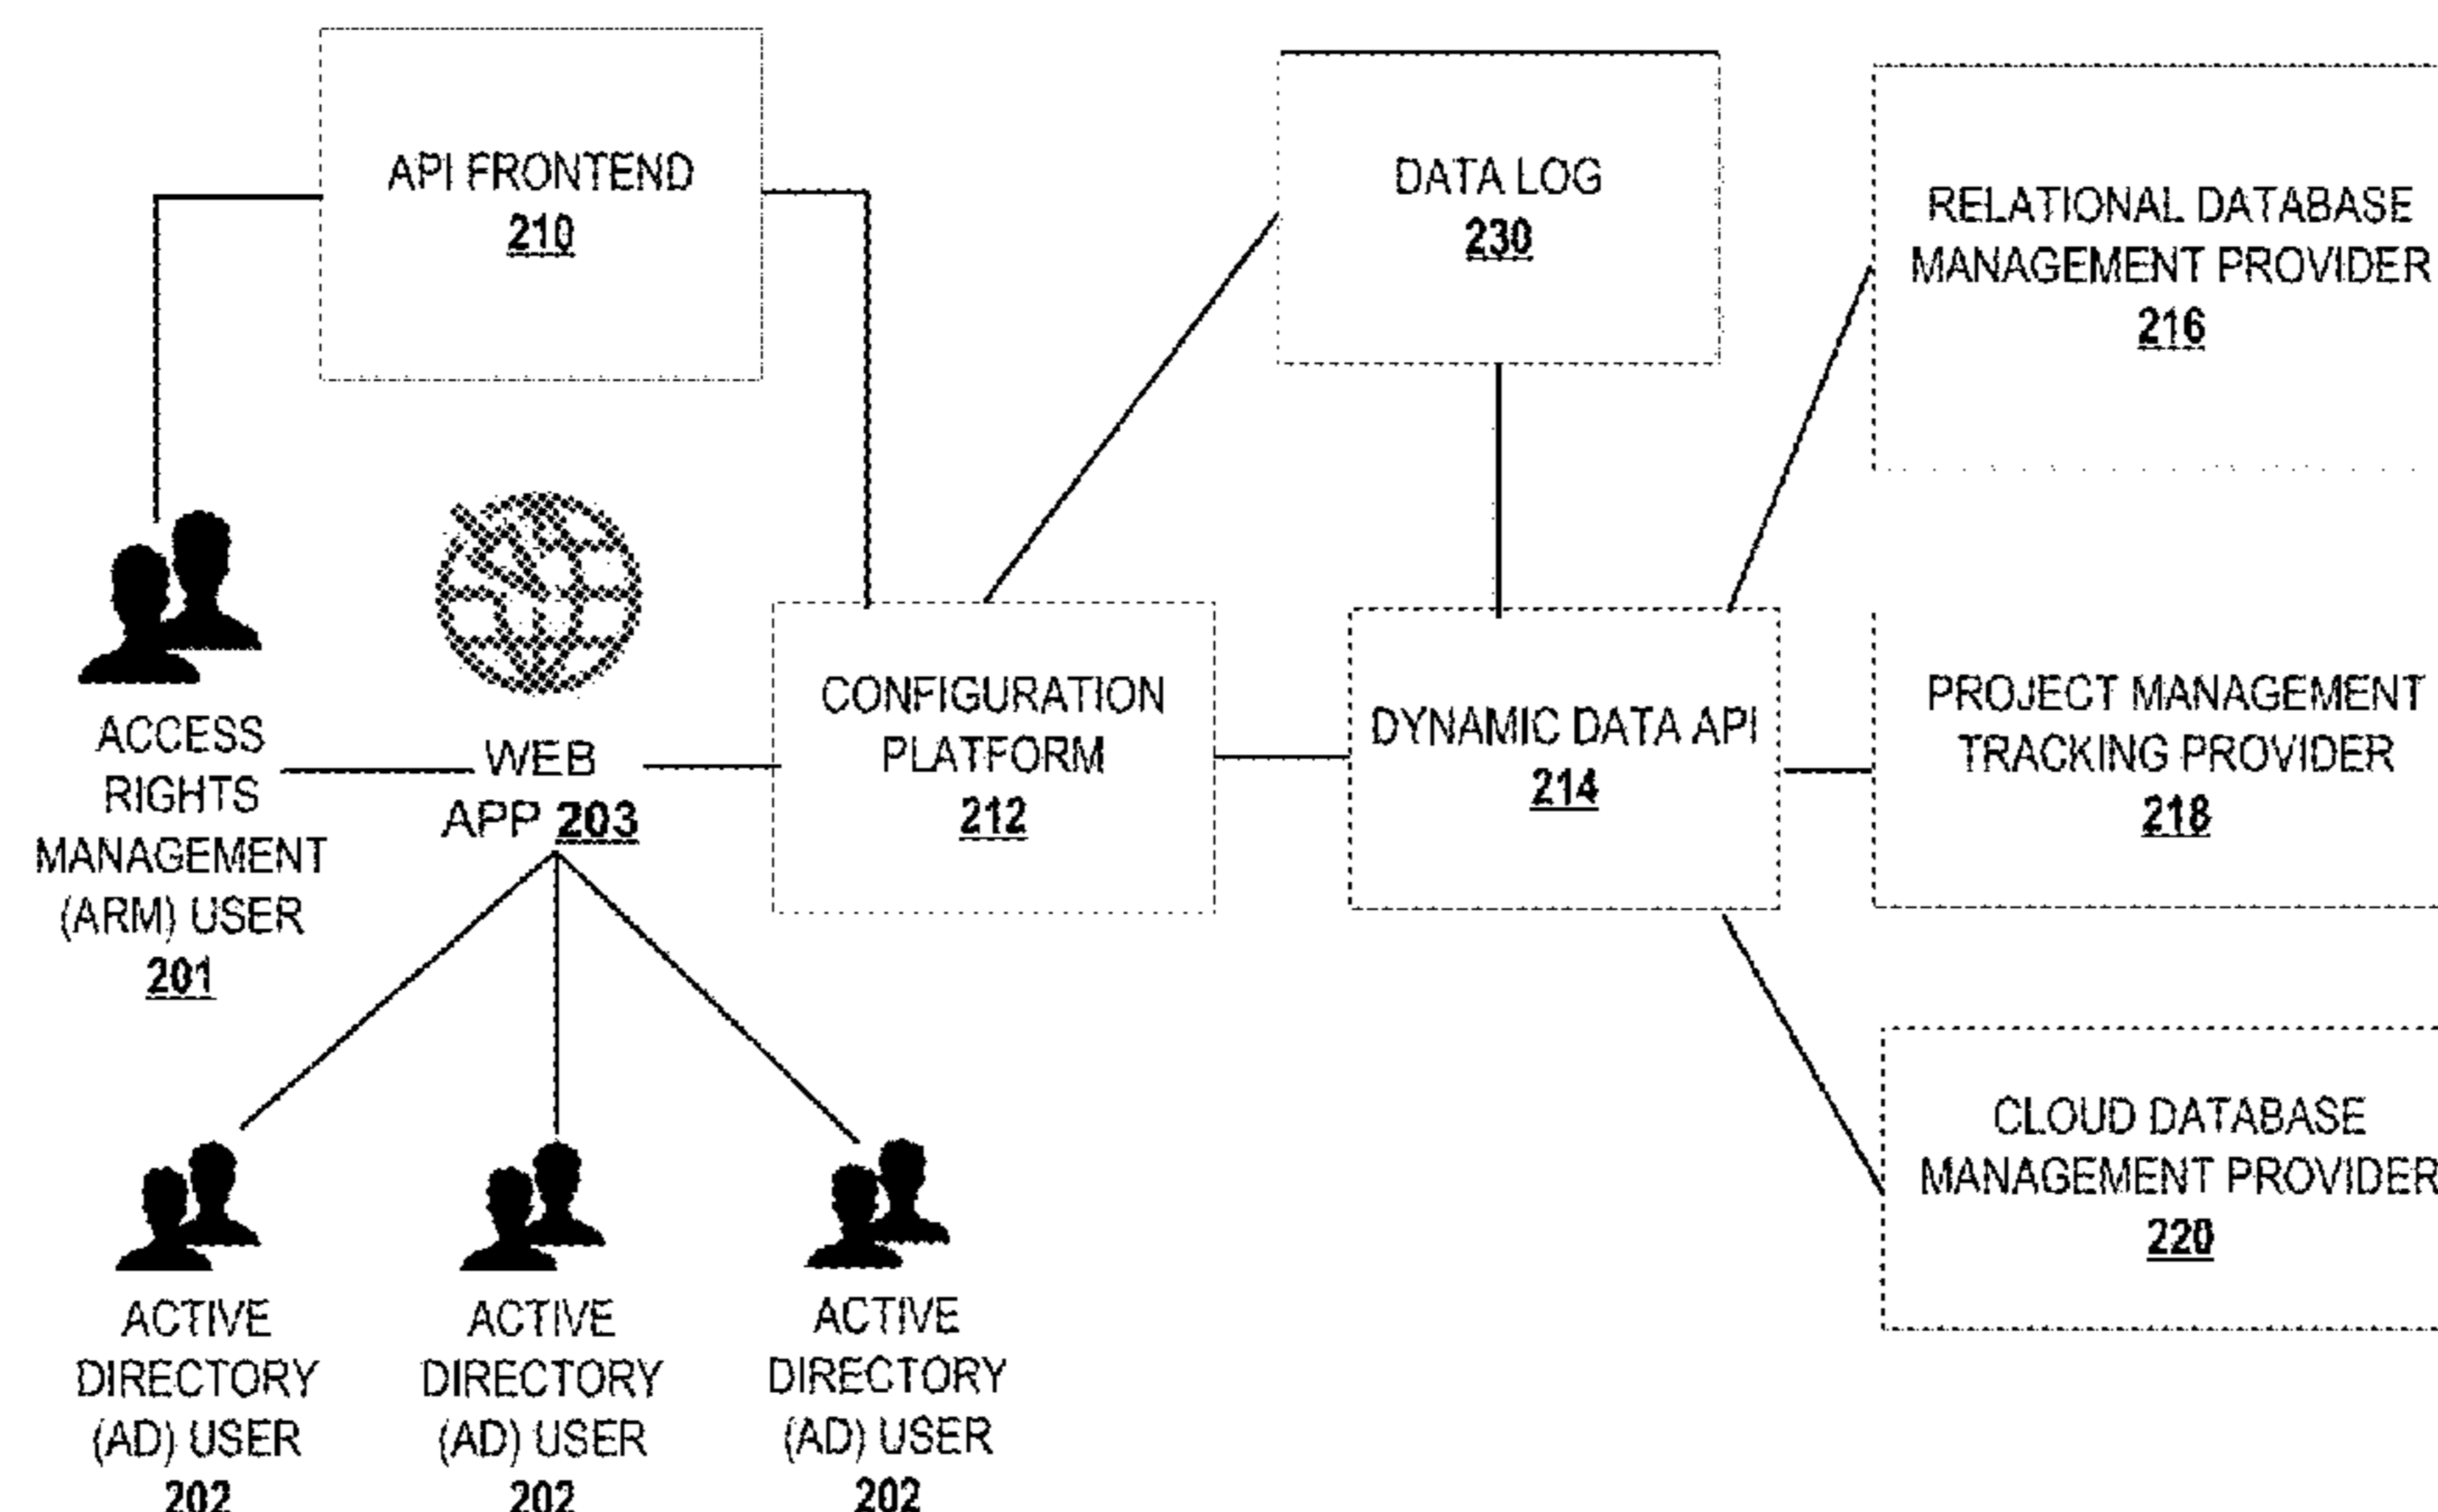 API FRONTEND
210
DATA LOG
230
RELATIONAL DATABASE
MANAGEMENT PROVIDER
216
ACCESS
RIGHTS
MANAGEMENT
(ARM) USER
201
WEB
APP 203
CONFIGURATION
PLATFORM
212
DYNAMIC DATA API
214
PROJECT MANAGEMENT
TRACKING PROVIDER
218
CLOUD DATABASE
MANAGEMENT PROVIDER
220
ACTIVE
DIRECTORY
(AD) USER
202
ACTIVE
DIRECTORY
(AD) USER
202
ACTIVE
DIRECTORY
(AD) USER
202